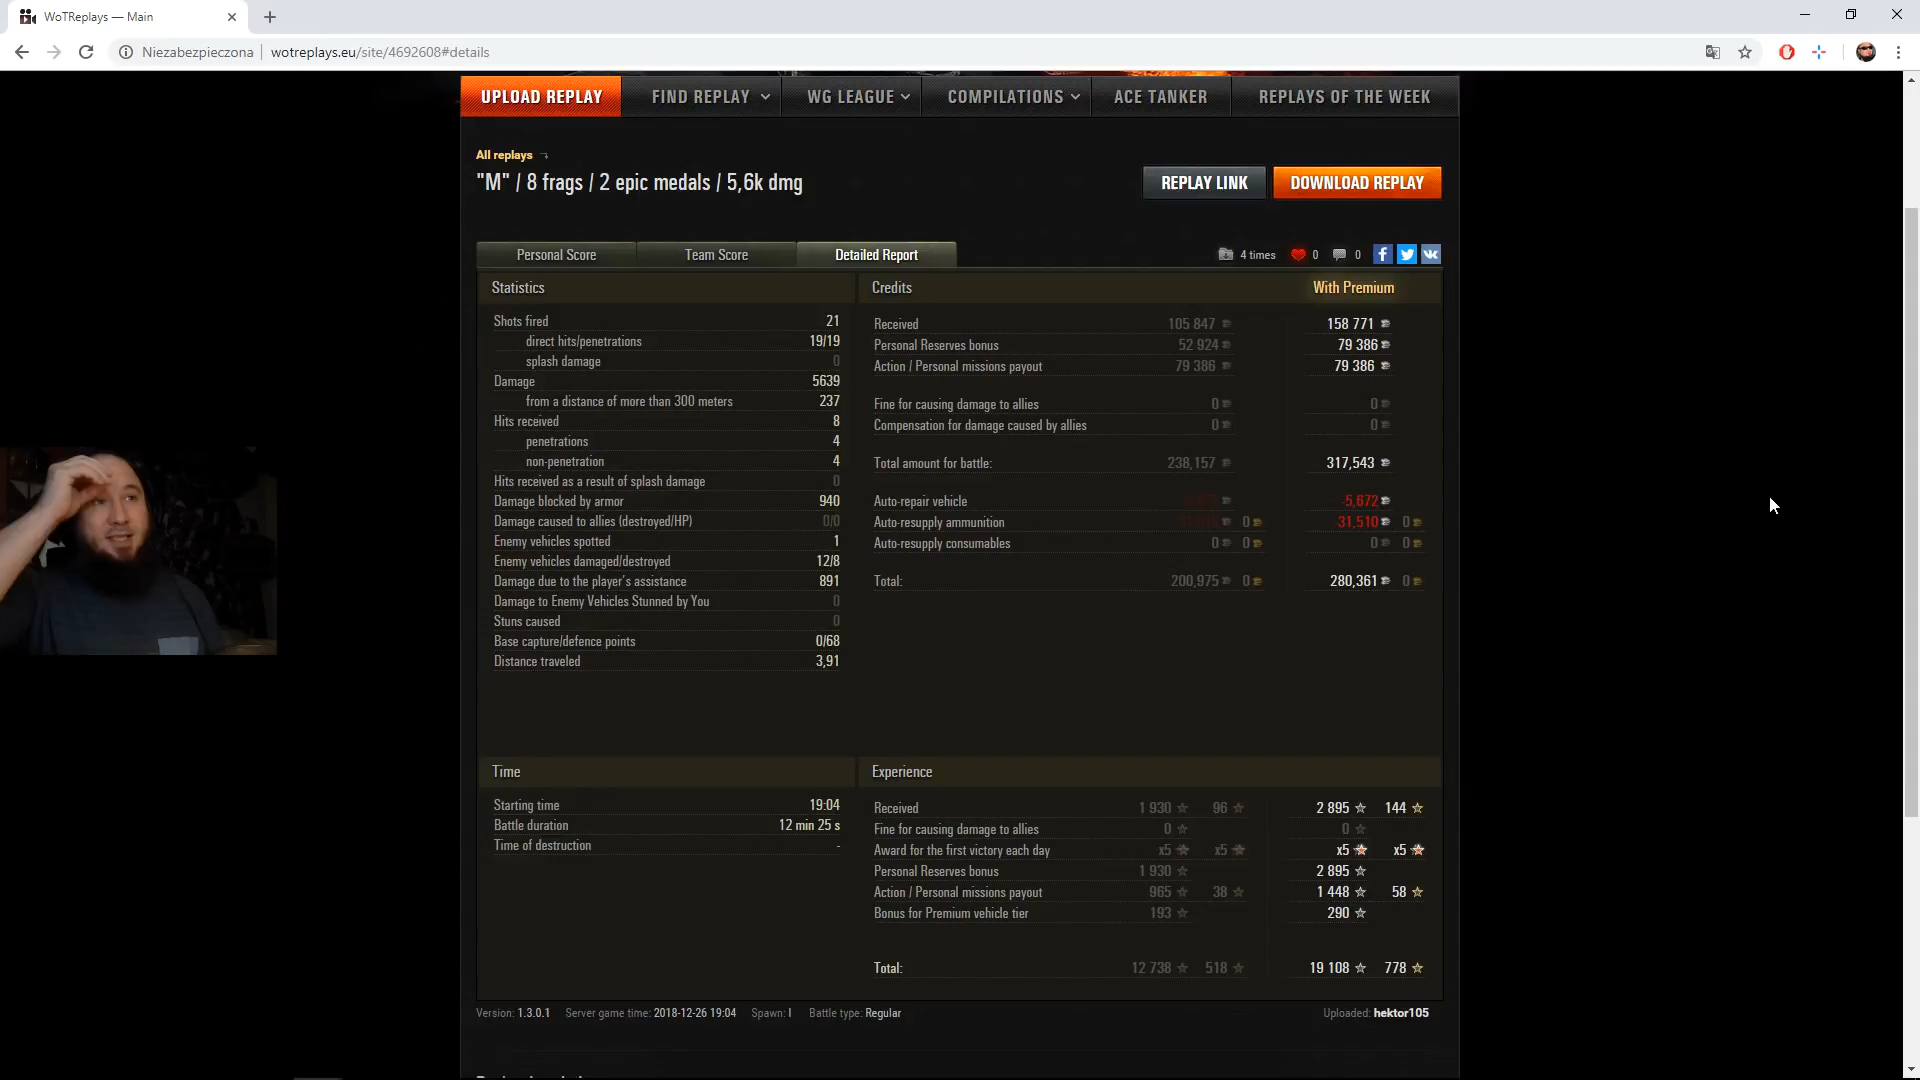 WoTReplays — Main
Niezabezpieczona wotreplays.eu/site/4692608#details
UPLOAD REPLAY FIND REPLAY WG LEAGUE COMPILATIONS ACE TANKER REPLAYS OF THE WEEK
All replays
"M" / 8 frags / 2 epic medals / 5,6k dmg
REPLAY LINK DOWNLOAD REPLAY
Personal Score Team Score Detailed Report 4 times 0 0
Statistics
Shots fired 21
direct hits/penetrations 19/19
splash damage 0
Damage 5639
from a distance of more than 300 meters 237
Hits received 8
penetrations 4
non-penetration 4
Hits received as a result of splash damage 0
Damage blocked by armor 940
Damage caused to allies (destroyed/HP) 0/0
Enemy vehicles spotted 1
Enemy vehicles damaged/destroyed 12/8
Damage due to the player's assistance 891
Damage to Enemy Vehicles Stunned by You 0
Stuns caused 0
Base capture/defence points 0/68
Distance traveled 3,91
Credits With Premium
Received 105 847 158 771
Personal Reserves bonus 52 924 79 386
Action / Personal missions payout 79 386 79 386
Fine for causing damage to allies 0 0
Compensation for damage caused by allies 0 0
Total amount for battle: 238,157 317,543
Auto-repair vehicle -5,672
Auto-resupply ammunition 0 31,510 0
Auto-resupply consumables 0 0 0 0
Total: 200,975 0 280,361 0
Time
Starting time 19:04
Battle duration 12 min 25 s
Time of destruction -
Experience
Received 1 930 96 2 895 144
Fine for causing damage to allies 0 0
Award for the first victory each day x5 x5 x5 x5
Personal Reserves bonus 1 930 2 895
Action / Personal missions payout 965 38 1 448 58
Bonus for Premium vehicle tier 193 290
Total: 12 738 518 19 108 778
Version: 1.3.0.1 Server game time: 2018-12-26 19:04 Spawn: I Battle type: Regular Uploaded: hektor105